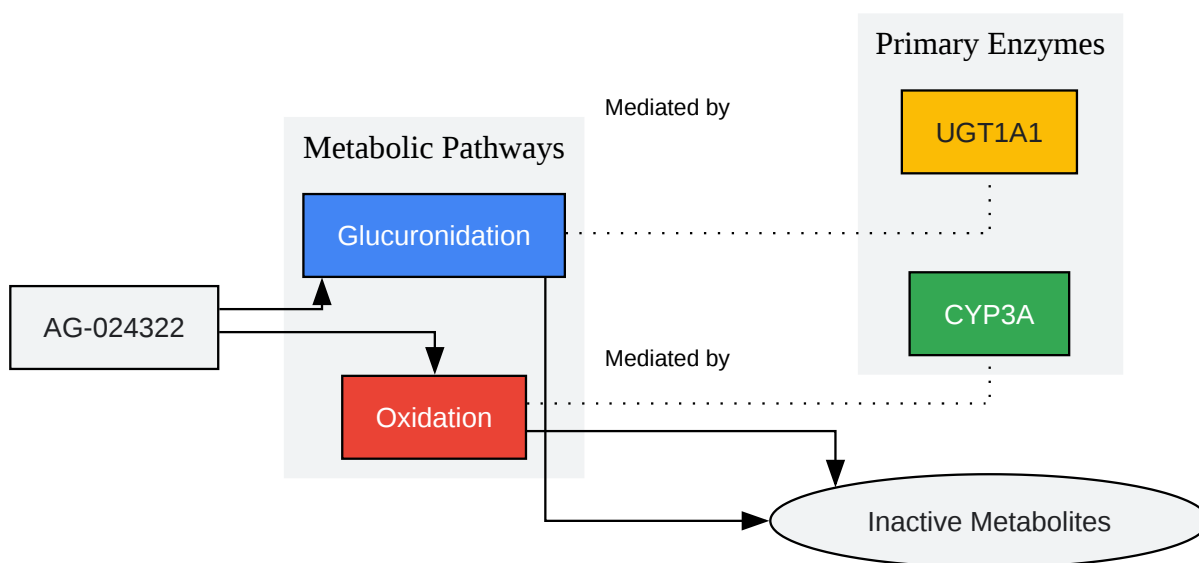 Primary Enzymes
Mediated by
UGT1A1
Metabolic Pathways
Glucuronidation
AG-024322
CYP3A
Mediated by
Oxidation
Inactive Metabolites